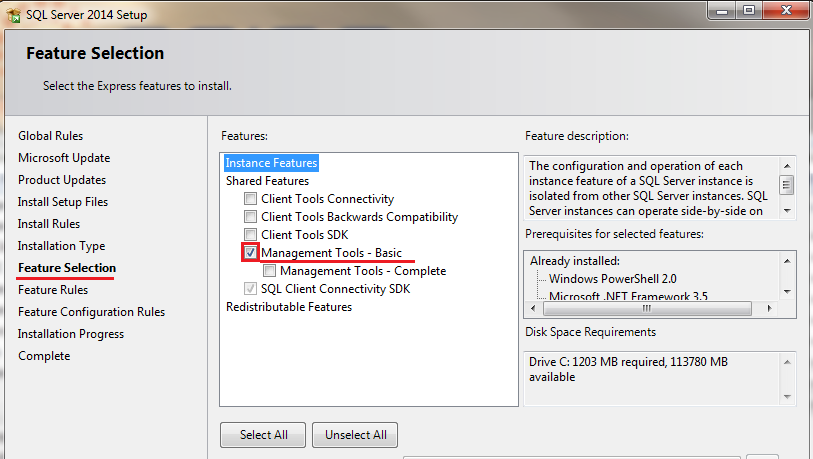 SQL Server 2014 Setup
Feature Selection
Select the Express features to install.
Global Rules
Microsoft Update
Product Updates
Install Setup Files
Install Rules
Installation Type
Feature Selection
Feature Rules
Feature Configuration Rules
Installation Progress
Complete
Features:
Instance Features
Shared Features
Client Tools Connectivity
Client Tools Backwards Compatibility
Client Tools SDK
Management Tools - Basic
Management Tools - Complete
SQL Client Connectivity SDK
Redistributable Features
Select All
Unselect All
Feature description:
The configuration and operation of each
instance feature of a SQL Server instance is
isolated from other SQL Server instances. SQL
Server instances can operate side-by-side on
Prerequisites for selected features:
Already installed:
Windows PowerShell 2.0
Microsoft .NET Framework 3.5
Disk Space Requirements
Drive C: 1203 MB required, 113780 MB
available